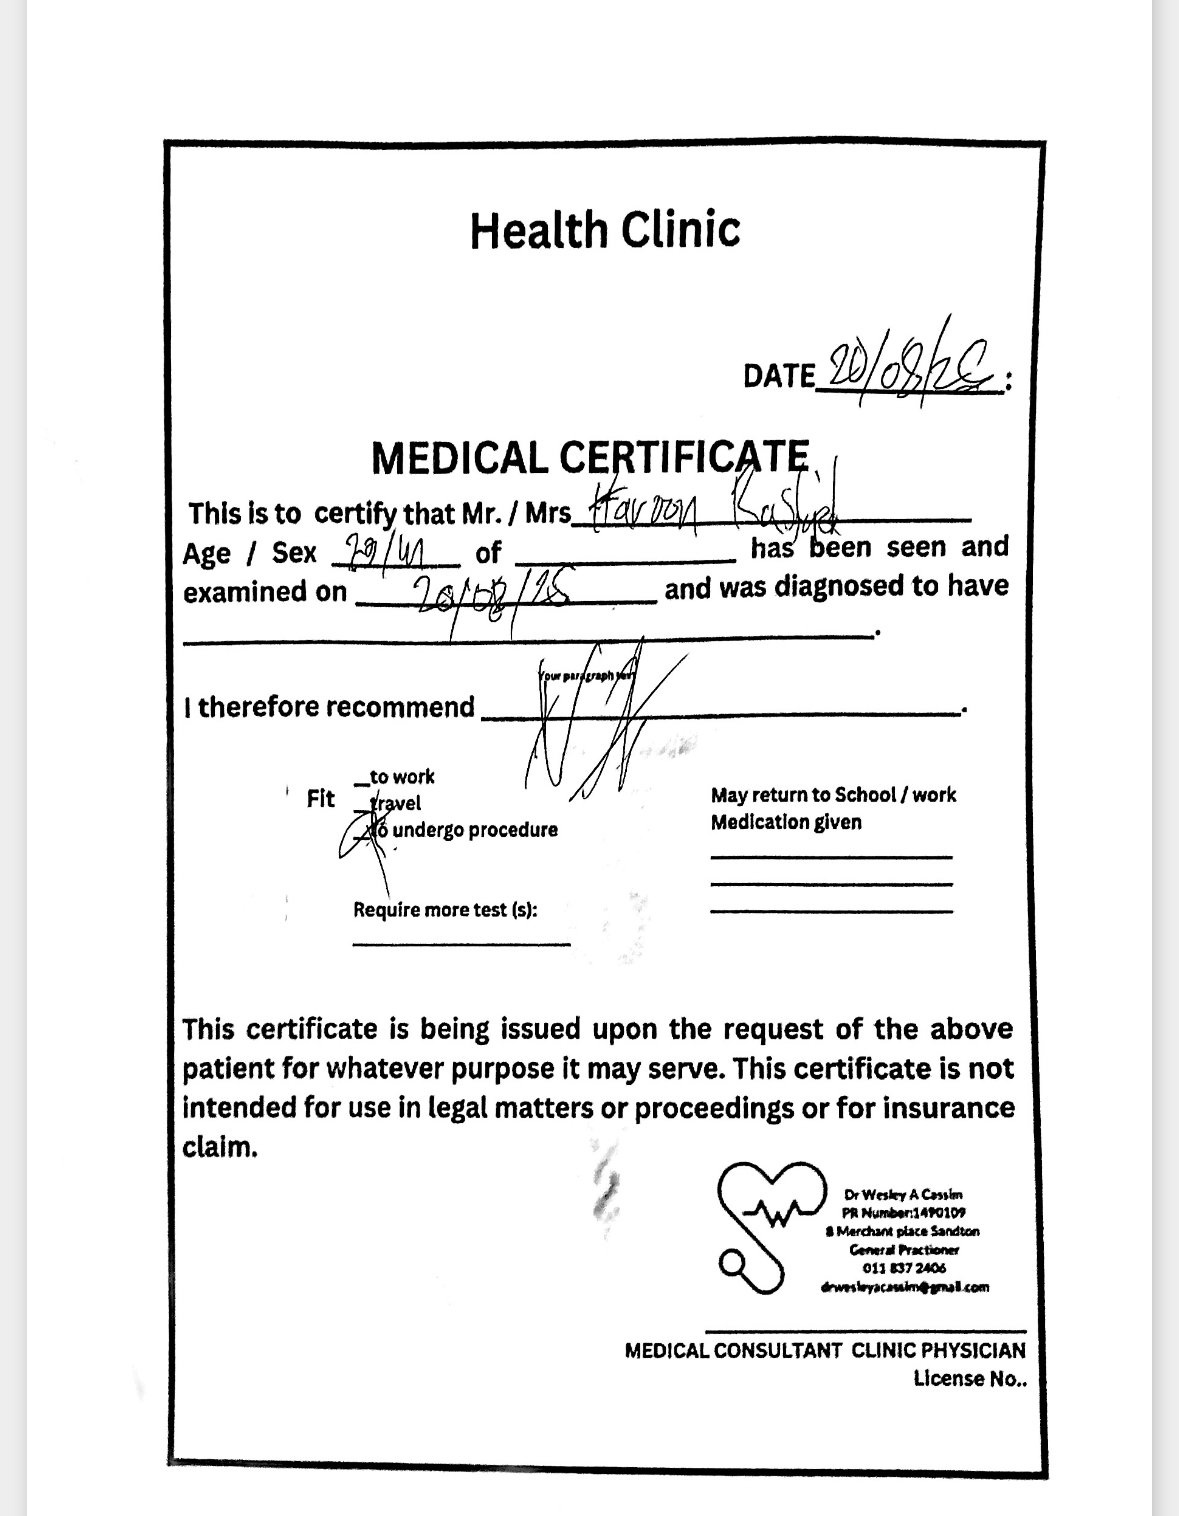 Health Clinic
DATE 20/08/25:
MEDICAL CERTIFICATE
This is to certify that Mr. / Mrs Haroon Rashid
Age / Sex 29/M of ____ has been seen and
examined on 20/08/25 and was diagnosed to have
____.
Your paragraph text
I therefore recommend ____.
_to work
Fit _travel
_to undergo procedure
May return to School / work
Medication given
Require more test (s):
This certificate is being issued upon the request of the above
patient for whatever purpose it may serve. This certificate is not
intended for use in legal matters or proceedings or for insurance
claim.
Dr Wesley A Cassim
PR Number:1490109
8 Merchant place Sandton
General Practioner
011 837 2406
drwesleyacassim@gmail.com
MEDICAL CONSULTANT CLINIC PHYSICIAN
License No..